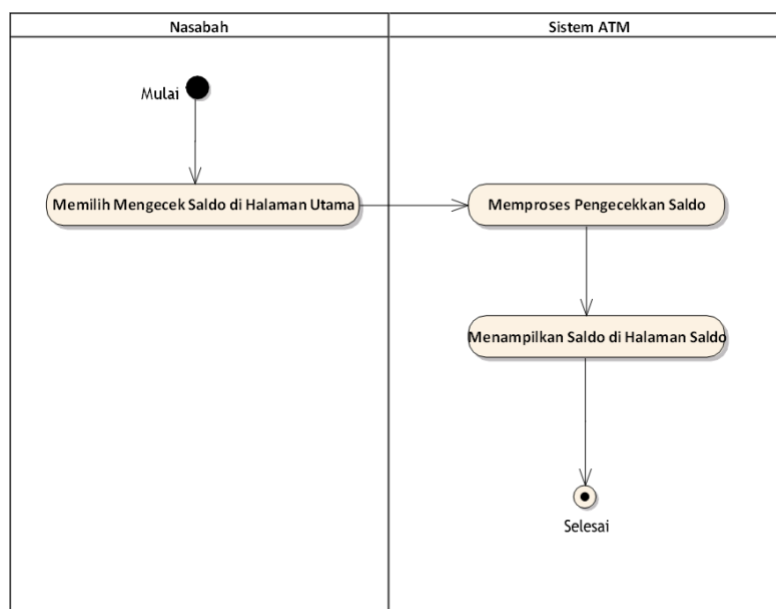 Nasabah
Sistem ATM
Mulai
Memilih Mengecek Saldo di Halaman Utama
Memproses Pengecekkan Saldo
Menampilkan Saldo di Halaman Saldo
Selesai